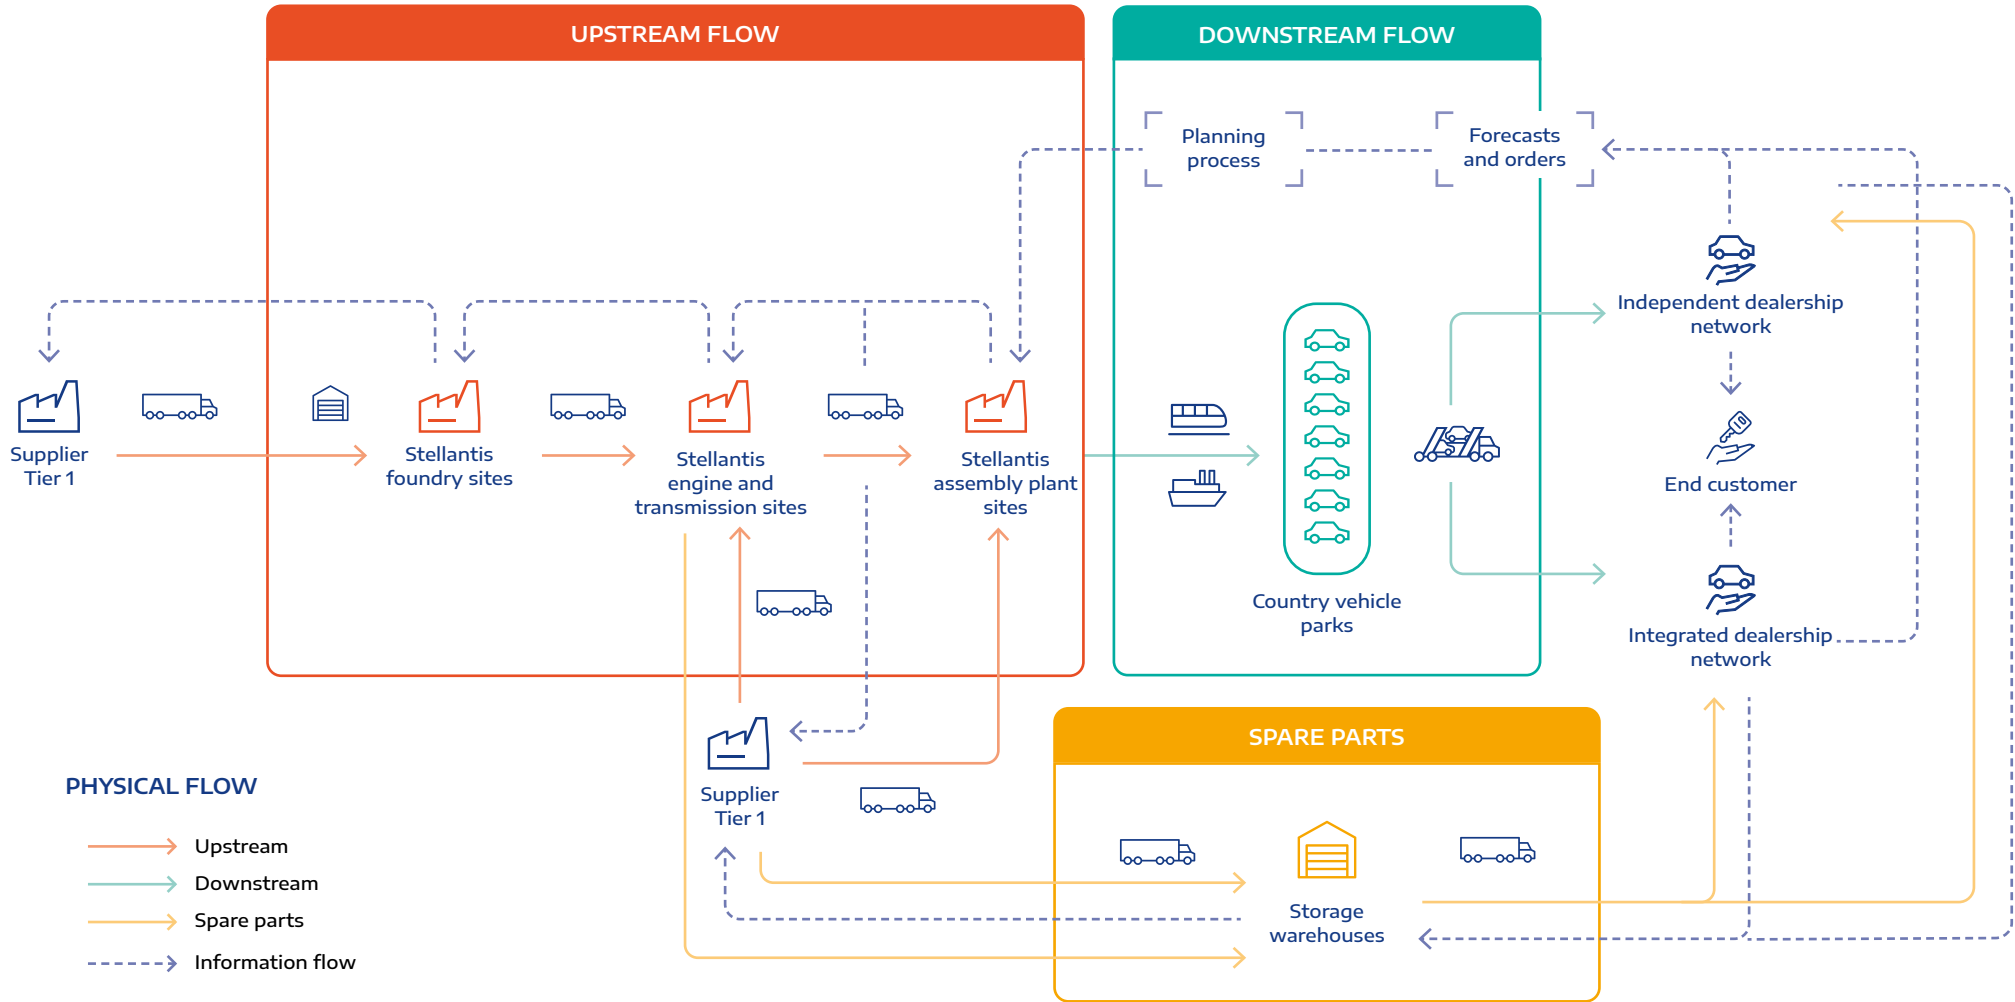 UPSTREAM FLOW
DOWNSTREAM FLOW
Planning
process
Forecasts
and orders
Independent dealership
network
Supplier
Tier 1
Stellantis
foundry sites
Stellantis
engine and
transmission sites
Stellantis
assembly plant
sites
End customer
Country vehicle
parks
Integrated dealership
network
SPARE PARTS
Supplier
Tier 1
Storage
warehouses
PHYSICAL FLOW
Upstream
Downstream
Spare parts
Information flow